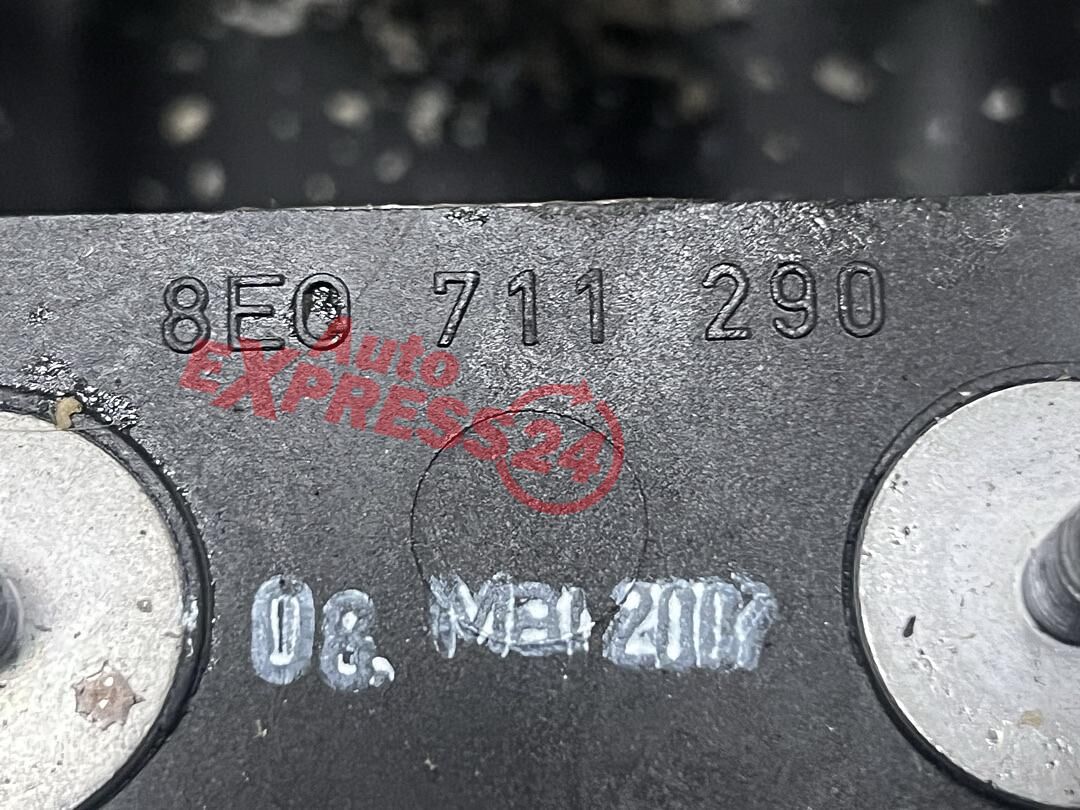 8E0 711 290
Auto
EXPRESS24
08.